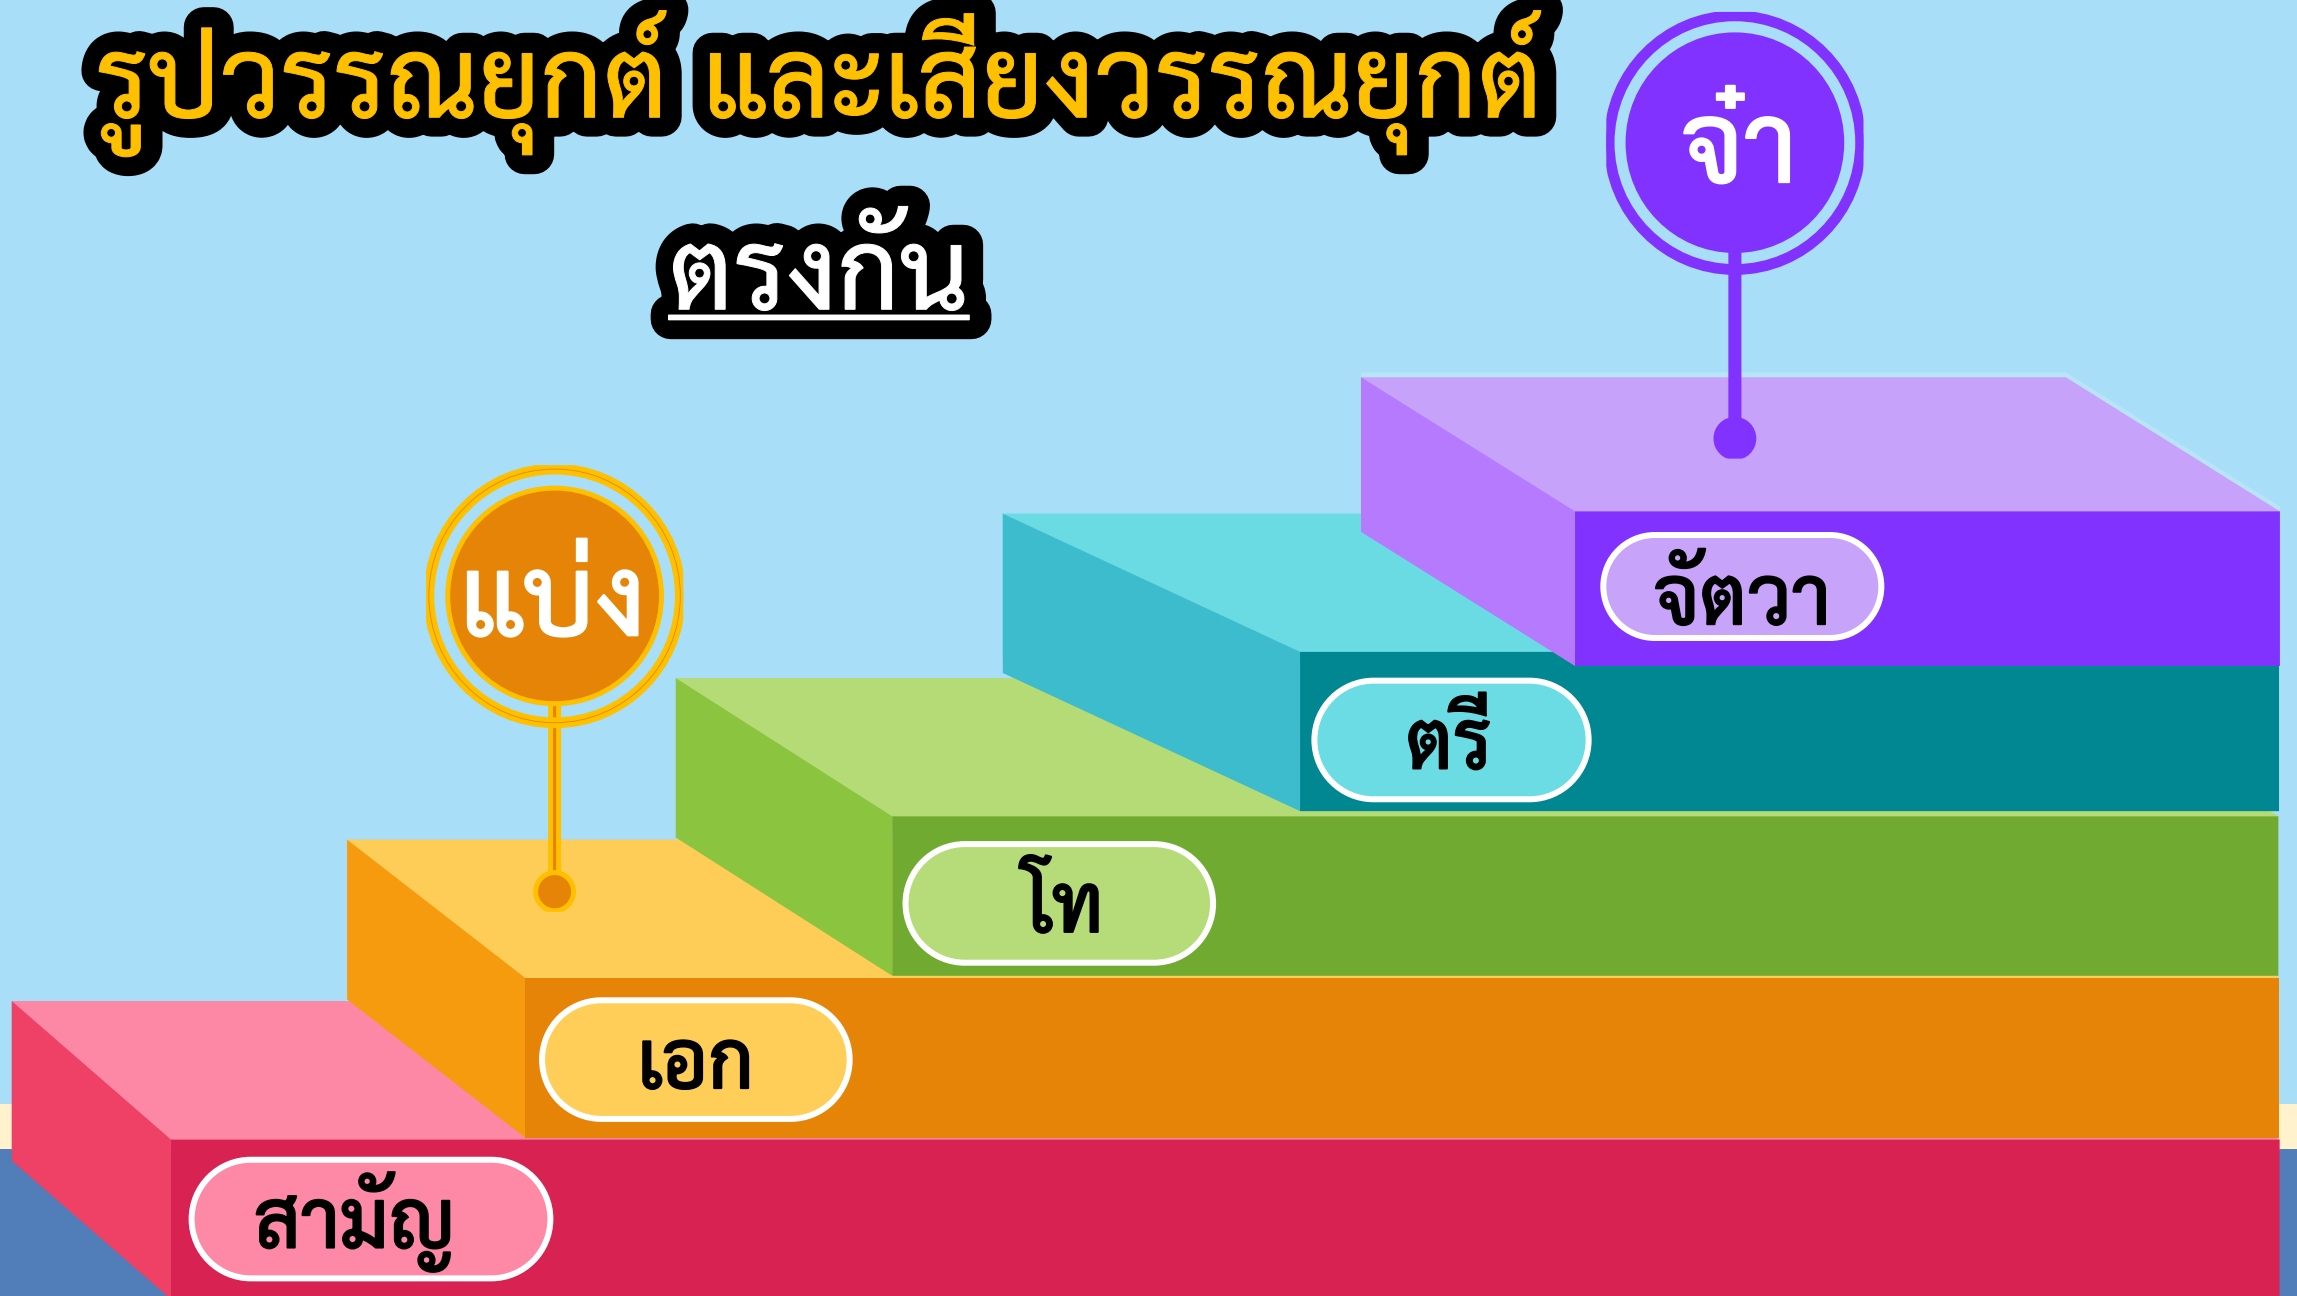 รูปวรรณยุกต์ และเสียงวรรณยุกต์
ตรงกัน
จ๋า
แบ่ง
จัตวา
ตรี
โท
เอก
สามัญ